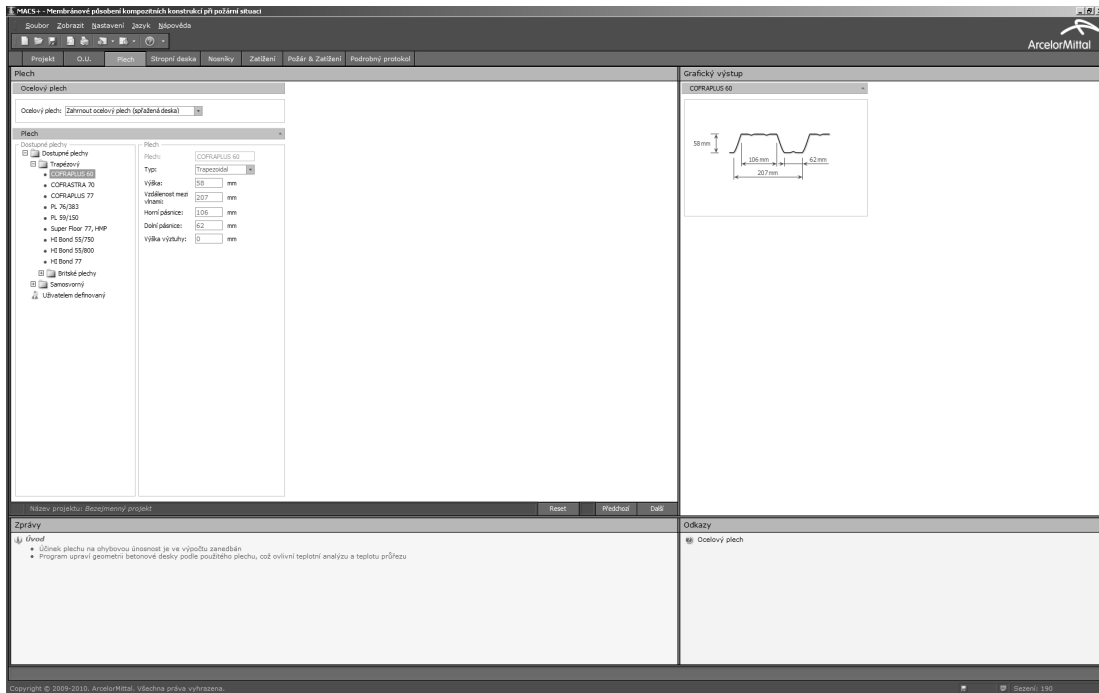 MACS+ - Membránové působení kompozitních konstrukcí při požární situaci
Soubor Zobrazit Nastavení Jazyk Nápověda
ArcelorMittal
Projekt O.U. Plech Stropní deska Nosníky Zatížení Požár & Zatížení Podrobný protokol
Plech
Ocelový plech
Ocelový plech: Zahrnout ocelový plech (spřažená deska)
Plech
Dostupné plechy
Dostupné plechy
Trapézový
COFRAPLUS 60
COFRASTRA 70
COFRAPLUS 77
PL 76/383
PL 59/150
Super Floor 77, HMP
HI Bond 55/750
HI Bond 55/800
HI Bond 77
Britské plechy
Samosvorný
Uživatelem definovaný
Plech
Plech: COFRAPLUS 60
Typ: Trapezoidal
Výška: 58 mm
Vzdálenost mezi vlnami: 207 mm
Horní pásnice: 106 mm
Dolní pásnice: 62 mm
Výška výztuhy: 0 mm
Název projektu: Bezejmenný projekt
Reset Předchozí Další
Grafický výstup
COFRAPLUS 60
58 mm
106 mm 62 mm
207 mm
Zprávy
Úvod
Účinek plechu na ohybovou únosnost je ve výpočtu zanedbán
Program upraví geometrii betonové desky podle použitého plechu, což ovlivní teplotní analýzu a teplotu průřezu
Odkazy
Ocelový plech
Copyright © 2009-2010. ArcelorMittal. Všechna práva vyhrazena.
Sezení: 190